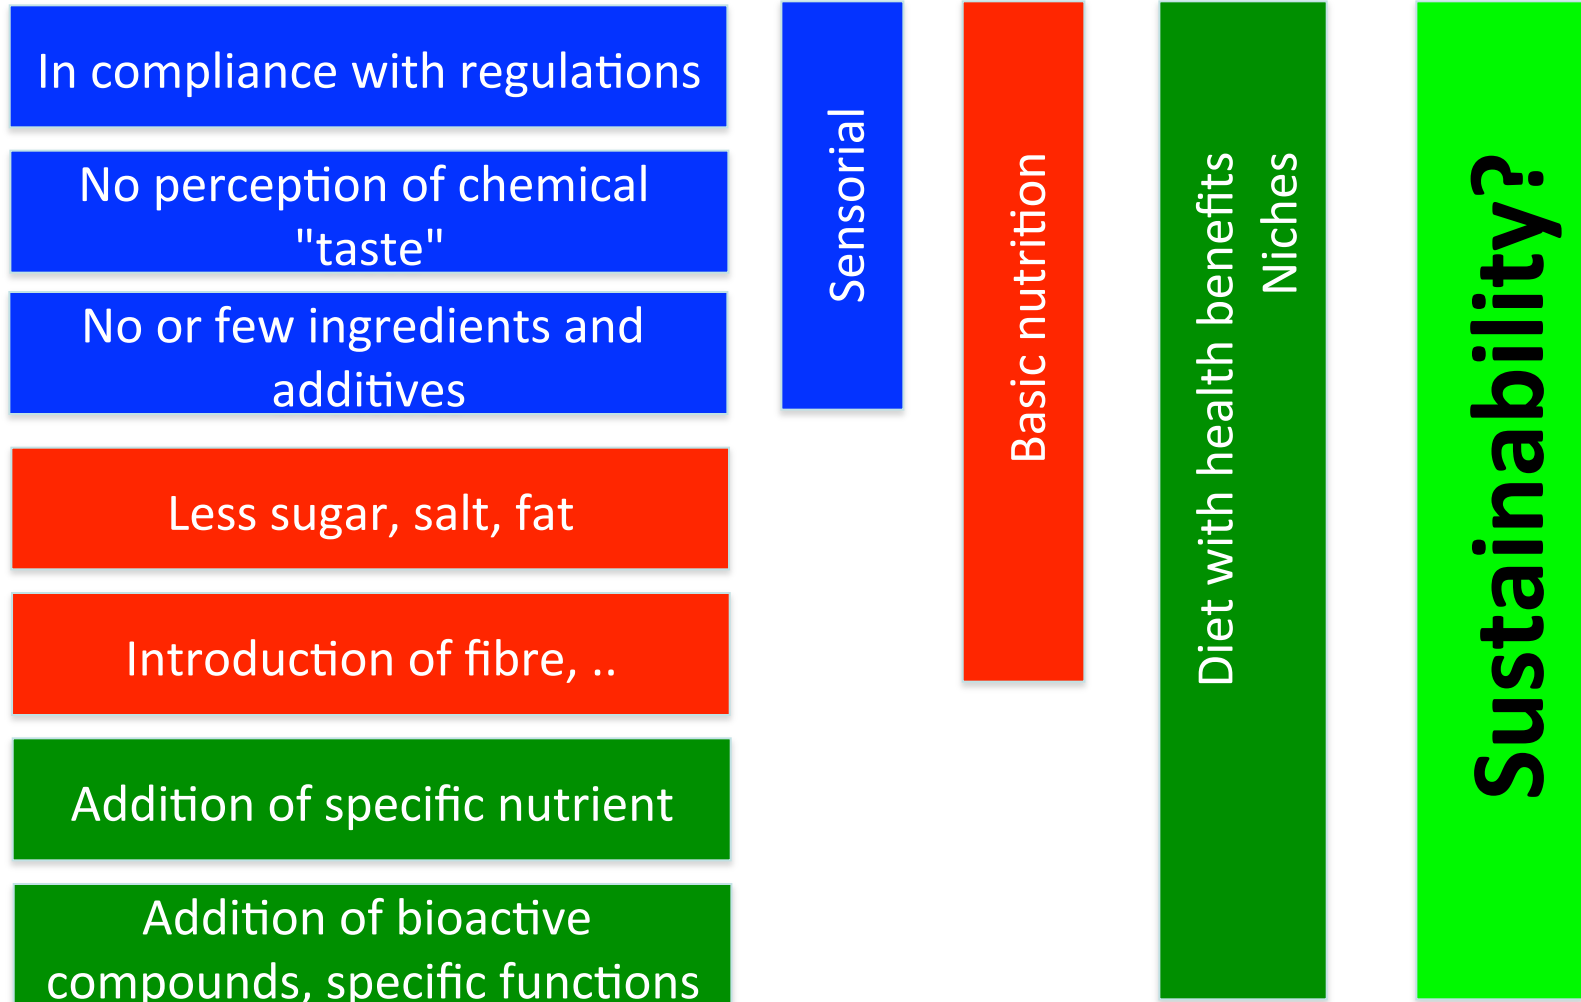 In compliance with regulations
No perception of chemical
"taste"
No or few ingredients and
additives
Less sugar, salt, fat
Introduction of fibre, ..
Addition of specific nutrient
Addition of bioactive
compounds, specific functions
Sensorial
Basic nutrition
Diet with health benefits
Niches
Sustainability?